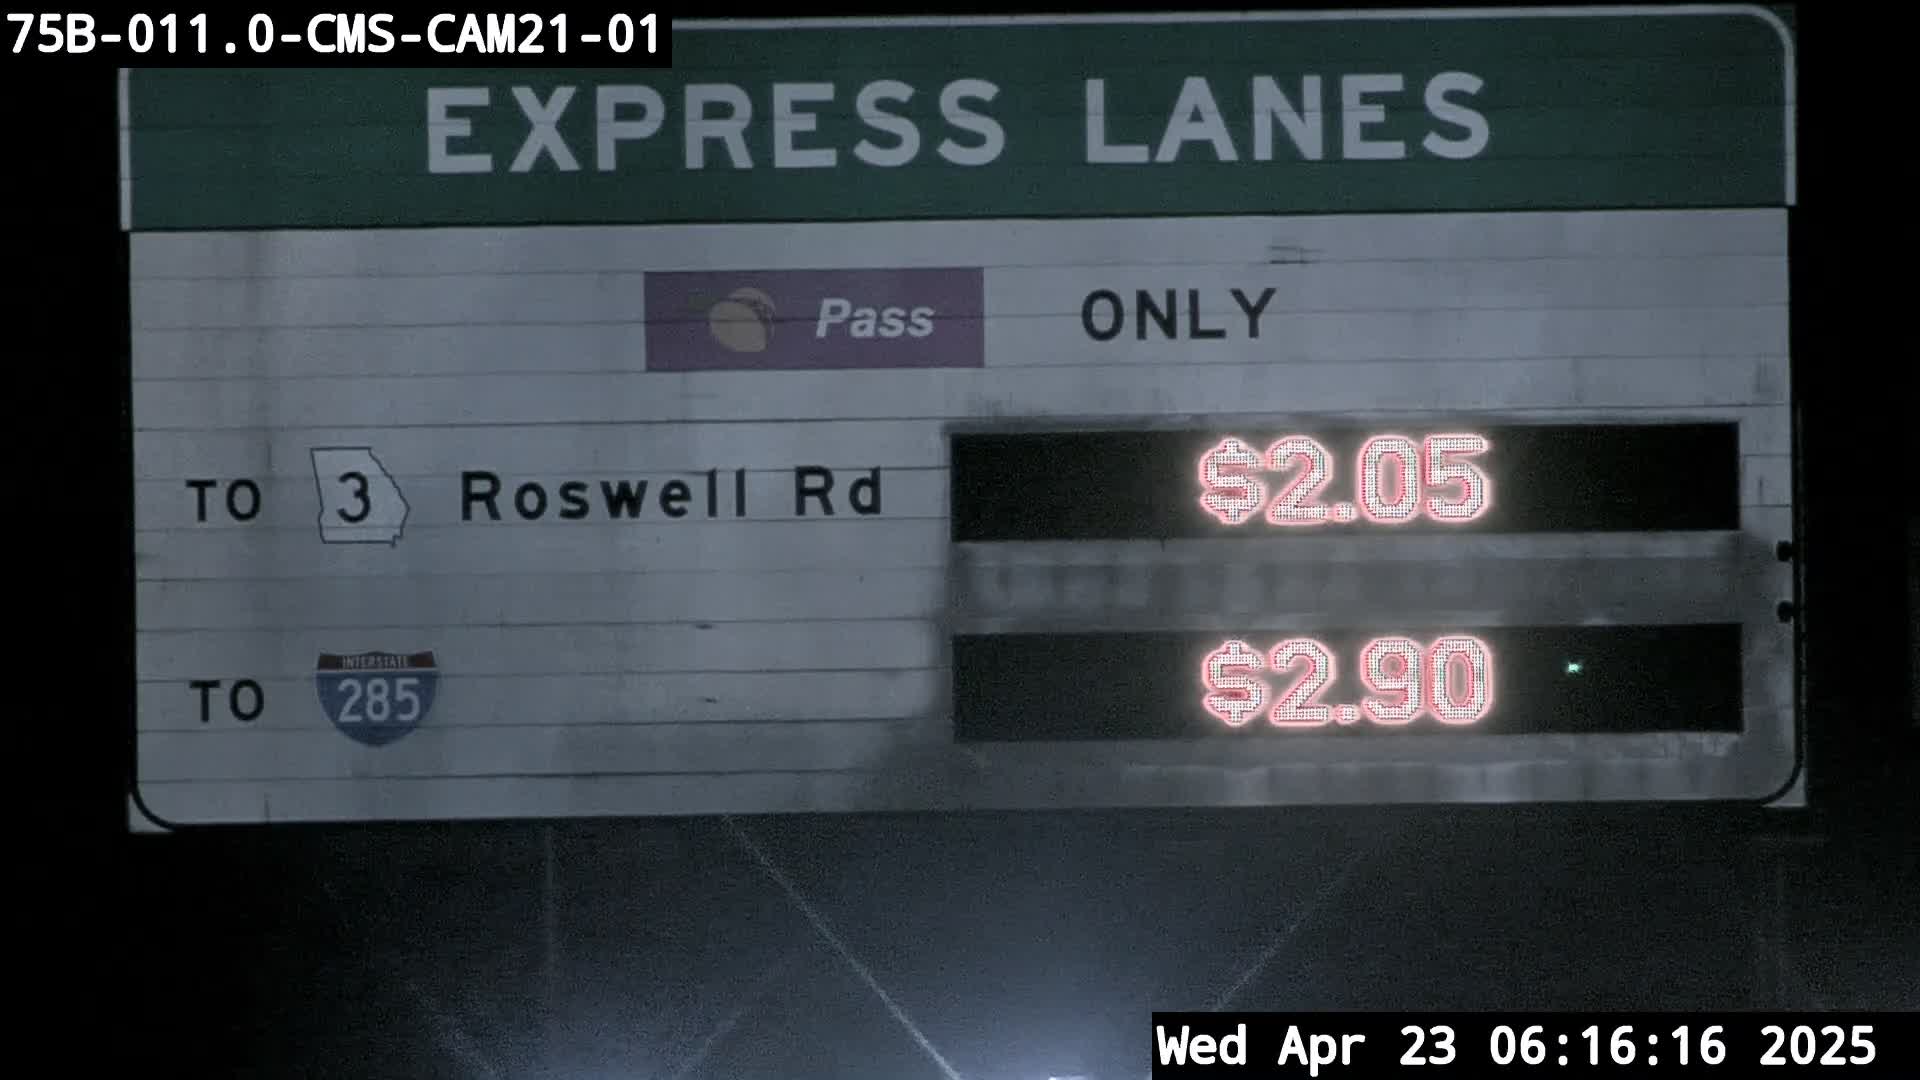 75B-011.0-CMS-CAM21-01
EXPRESS LANES
Pass ONLY
TO 3 Roswell Rd $2.05
INTERSTATE
TO 285 $2.90
Wed Apr 23 06:16:16 2025